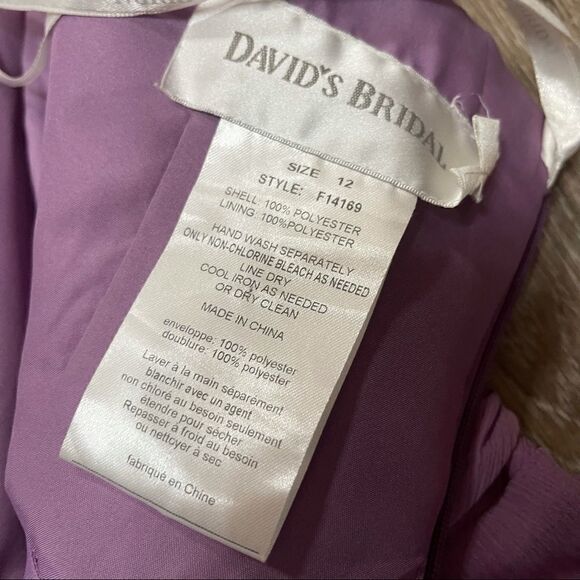 DAVID'S BRIDAL
SIZE 12
STYLE: F14169
SHELL: 100% POLYESTER
LINING: 100%POLYESTER
HAND WASH SEPARATELY
ONLY NON-CHLORINE BLEACH AS NEEDED
LINE DRY
COOL IRON AS NEEDED
OR DRY CLEAN
MADE IN CHINA
enveloppe: 100% polyester
doublure: 100% polyester
Laver à la main séparément
blanchir avec un agent
non chloré au besoin seulement
étendre pour sécher
Repasser à froid au besoin
ou nettoyer à sec
fabriqué en Chine